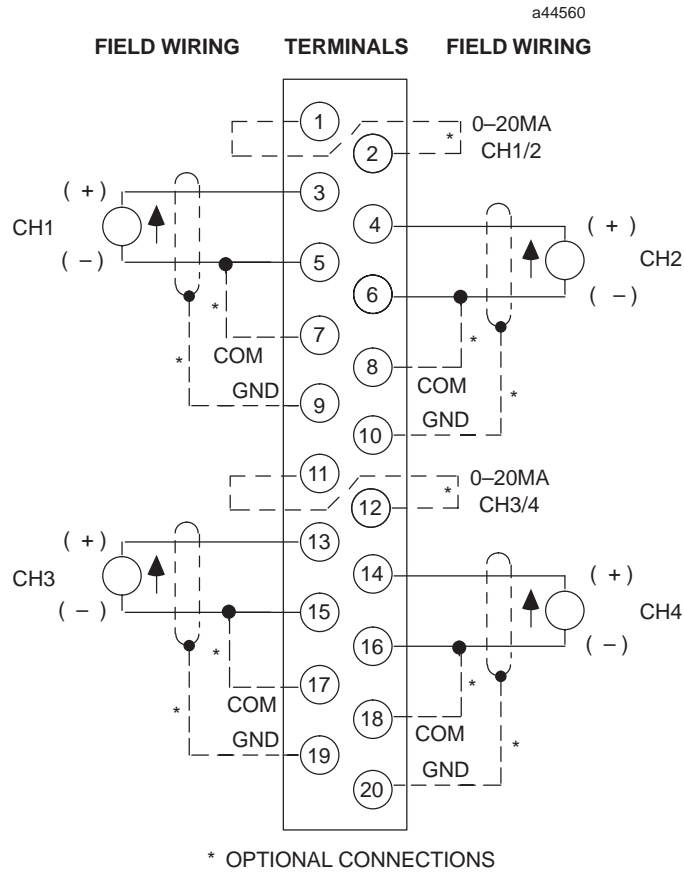 a44560
FIELD WIRING TERMINALS FIELD WIRING
1
* 0–20MA
2 CH1/2
( + ) 3
4 ( + )
CH1
CH2
( – ) 5
6 ( – )
*
*
7
COM
8
COM
*
GND 9
*
10 GND
11
* 0–20MA
12 CH3/4
( + ) 13
14 ( + )
CH3
CH4
( – ) 15
16 ( – )
*
*
17
COM
18
COM
*
GND 19
*
20 GND
* OPTIONAL CONNECTIONS